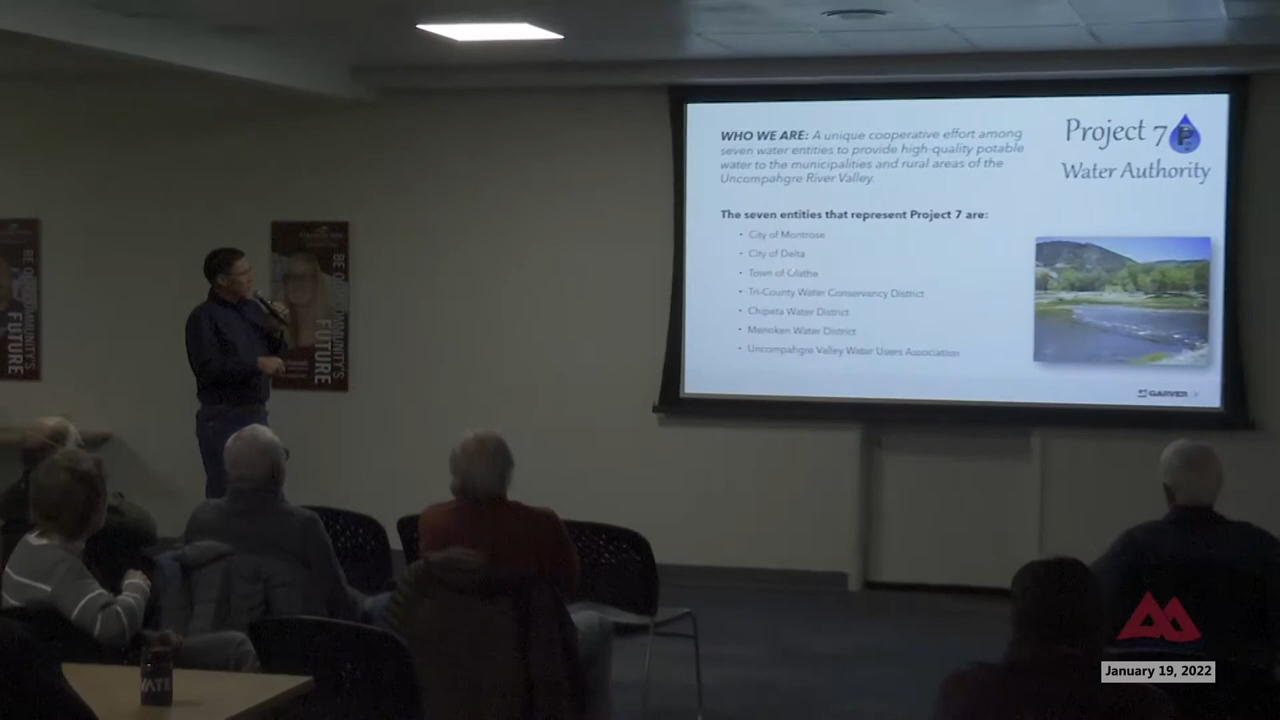 WHO WE ARE: A unique cooperative effort among
seven water entities to provide high-quality potable
water to the municipalities and rural areas of the
Uncompahgre River Valley.
Project 7
P
Water Authority
The seven entities that represent Project 7 are:
• City of Montrose
• City of Delta
• Town of Olathe
• Tri-County Water Conservancy District
• Chipeta Water District
• Menoken Water District
• Uncompahgre Valley Water Users Association
GARVER
BE OUR COMMUNITY'S
FUTURE
FUTURE
January 19, 2022